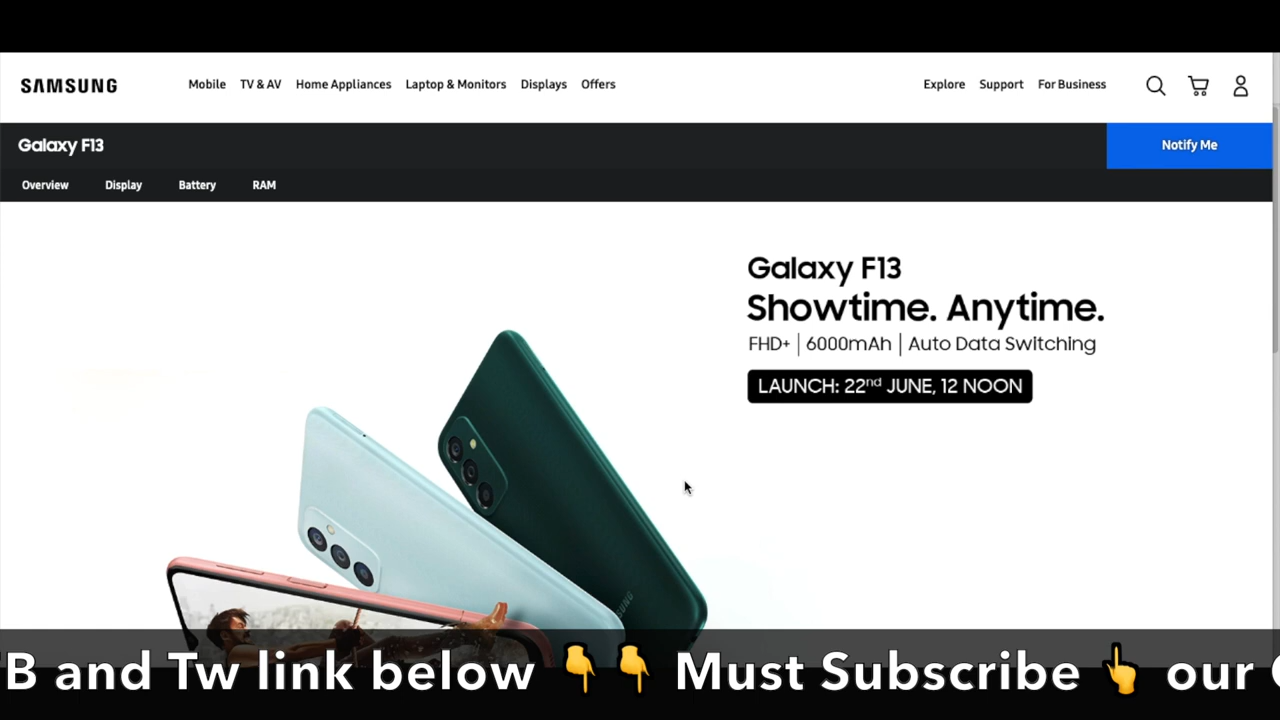 SAMSUNG Mobile TV & AV Home Appliances Laptop & Monitors Displays Offers Explore Support For Business
Galaxy F13 Notify Me
Overview Display Battery RAM
Galaxy F13
Showtime. Anytime.
FHD+ | 6000mAh | Auto Data Switching
LAUNCH: 22nd JUNE, 12 NOON
and Tw link below 👇👇 Must Subscribe 👆 our